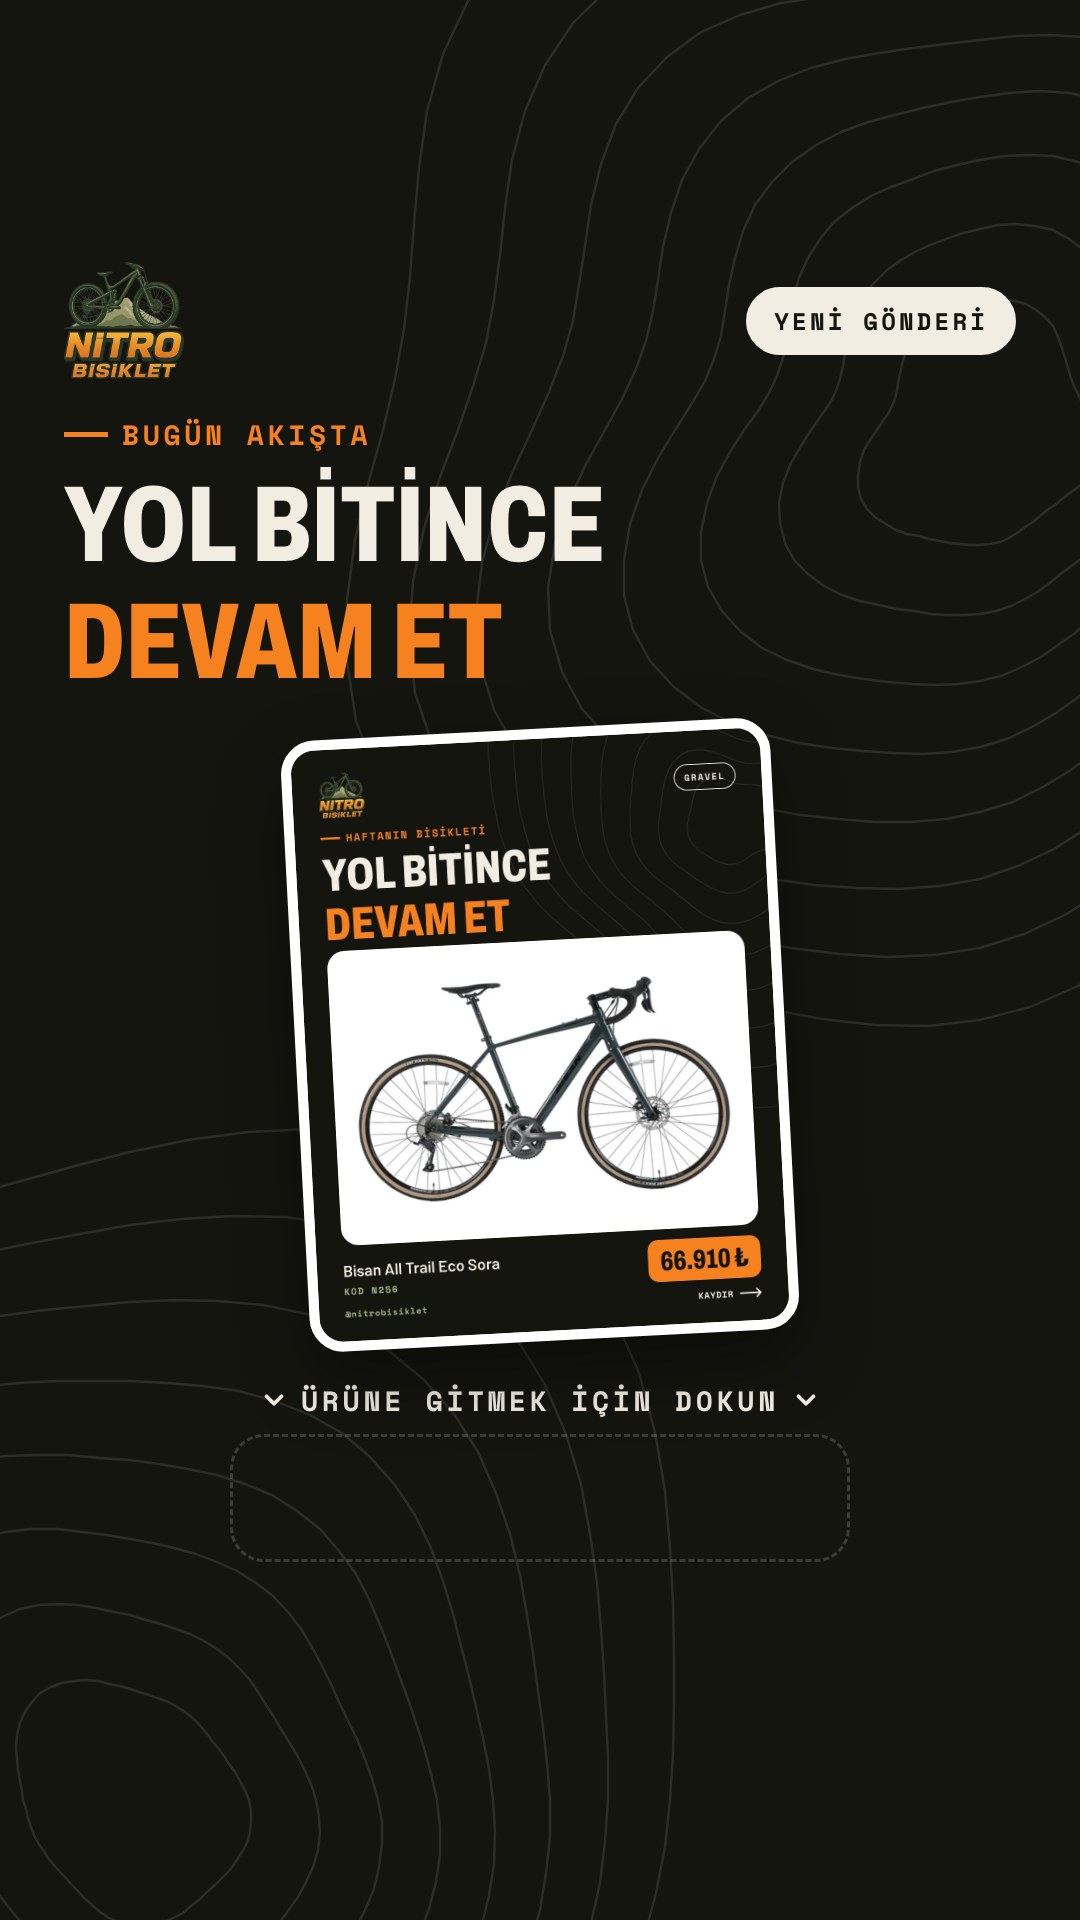 NiTRO
BiSiKLET
YENİ GÖNDERİ
BUGÜN AKIŞTA
YOL BİTİNCE
DEVAM ET
NiTRO
BiSiKLET
GRAVEL
HAFTANIN BİSİKLETİ
YOL BİTİNCE
DEVAM ET
Bisan All Trail Eco Sora
66.910 ₺
KOD N256
KAYDIR
@nitrobisiklet
ÜRÜNE GİTMEK İÇİN DOKUN